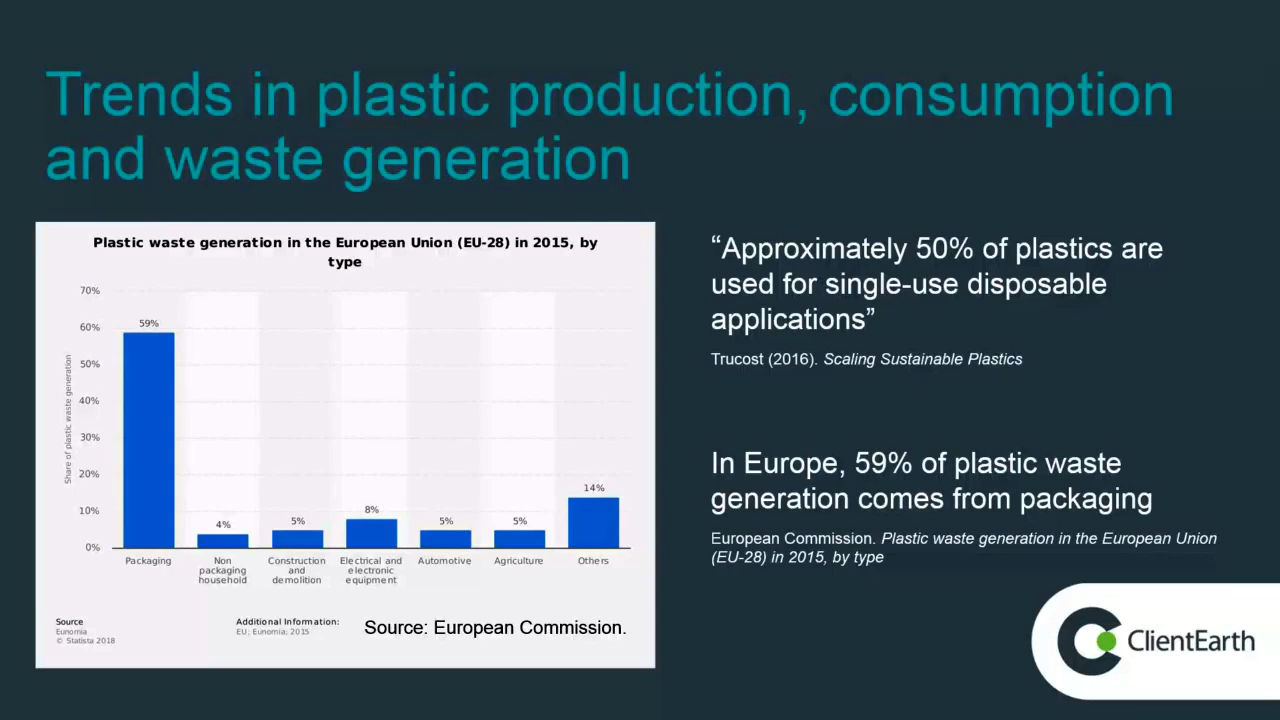 Trends in plastic production, consumption
and waste generation
Plastic waste generation in the European Union (EU-28) in 2015, by
type
Share of plastic waste generation
70%
60%
50%
40%
30%
20%
10%
0%
59%
4%
5%
8%
5%
5%
14%
Packaging
Non
packaging
household
Construction
and
demolition
Electrical and
electronic
equipment
Automotive
Agriculture
Others
Source
Eunomia
© Statista 2018
Additional Information:
EU; Eunomia; 2015
Source: European Commission.
“Approximately 50% of plastics are
used for single-use disposable
applications”
Trucost (2016). Scaling Sustainable Plastics
In Europe, 59% of plastic waste
generation comes from packaging
European Commission. Plastic waste generation in the European Union
(EU-28) in 2015, by type
ClientEarth